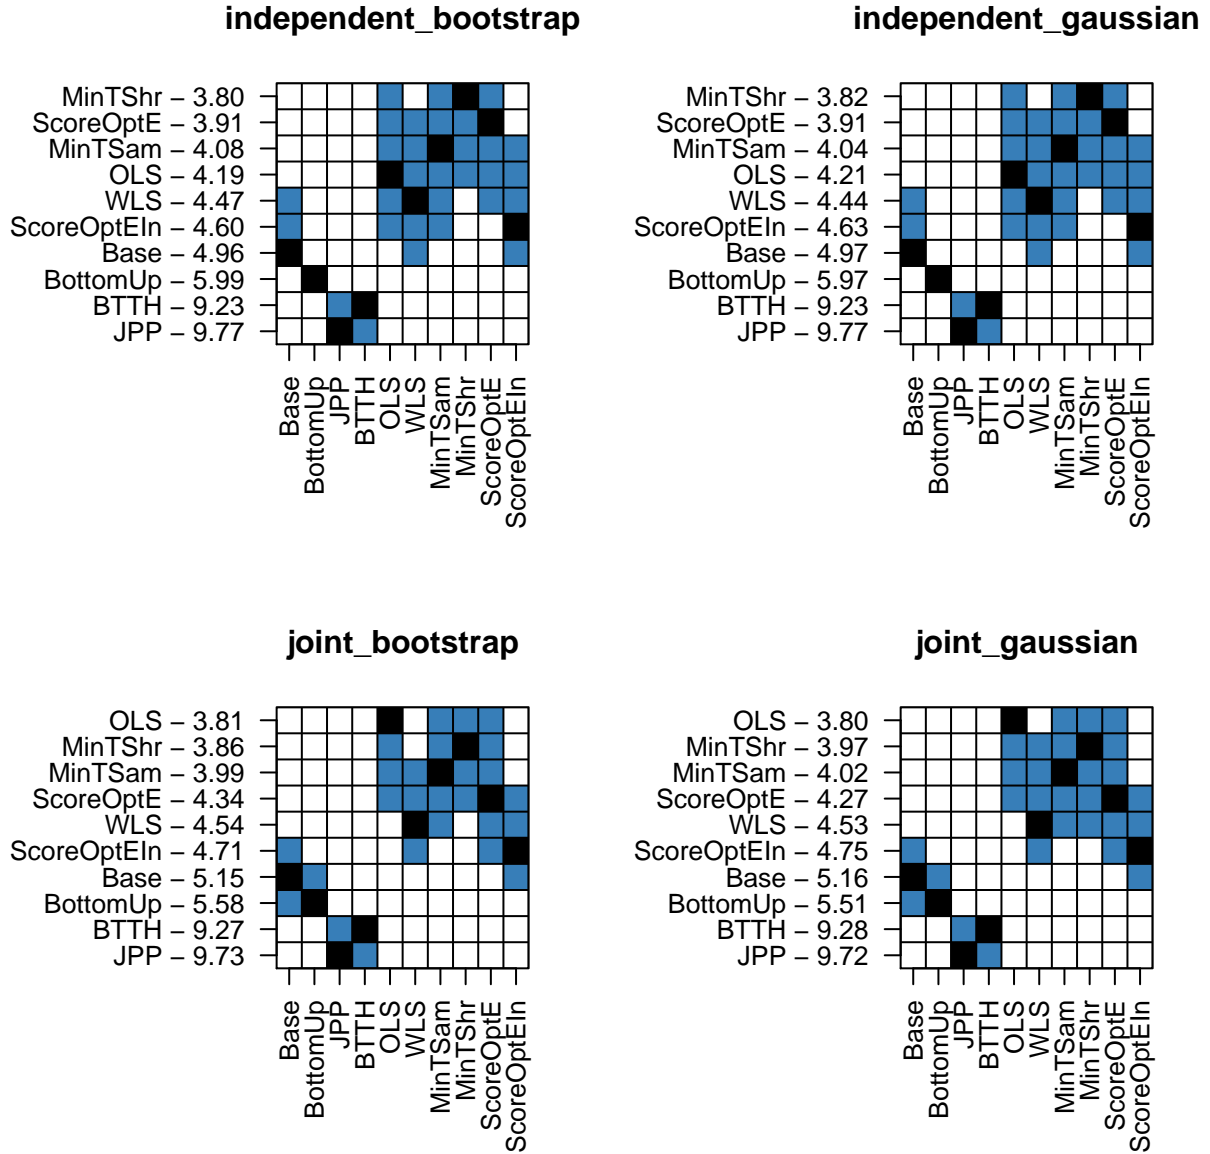 independent_bootstrap
MinTShr – 3.80
ScoreOptE – 3.91
MinTSam – 4.08
OLS – 4.19
WLS – 4.47
ScoreOptEIn – 4.60
Base – 4.96
BottomUp – 5.99
BTTH – 9.23
JPP – 9.77
Base
BottomUp
JPP
BTTH
OLS
WLS
MinTSam
MinTShr
ScoreOptE
ScoreOptEIn
independent_gaussian
MinTShr – 3.82
ScoreOptE – 3.91
MinTSam – 4.04
OLS – 4.21
WLS – 4.44
ScoreOptEIn – 4.63
Base – 4.97
BottomUp – 5.97
BTTH – 9.23
JPP – 9.77
Base
BottomUp
JPP
BTTH
OLS
WLS
MinTSam
MinTShr
ScoreOptE
ScoreOptEIn
joint_bootstrap
OLS – 3.81
MinTShr – 3.86
MinTSam – 3.99
ScoreOptE – 4.34
WLS – 4.54
ScoreOptEIn – 4.71
Base – 5.15
BottomUp – 5.58
BTTH – 9.27
JPP – 9.73
Base
BottomUp
JPP
BTTH
OLS
WLS
MinTSam
MinTShr
ScoreOptE
ScoreOptEIn
joint_gaussian
OLS – 3.80
MinTShr – 3.97
MinTSam – 4.02
ScoreOptE – 4.27
WLS – 4.53
ScoreOptEIn – 4.75
Base – 5.16
BottomUp – 5.51
BTTH – 9.28
JPP – 9.72
Base
BottomUp
JPP
BTTH
OLS
WLS
MinTSam
MinTShr
ScoreOptE
ScoreOptEIn